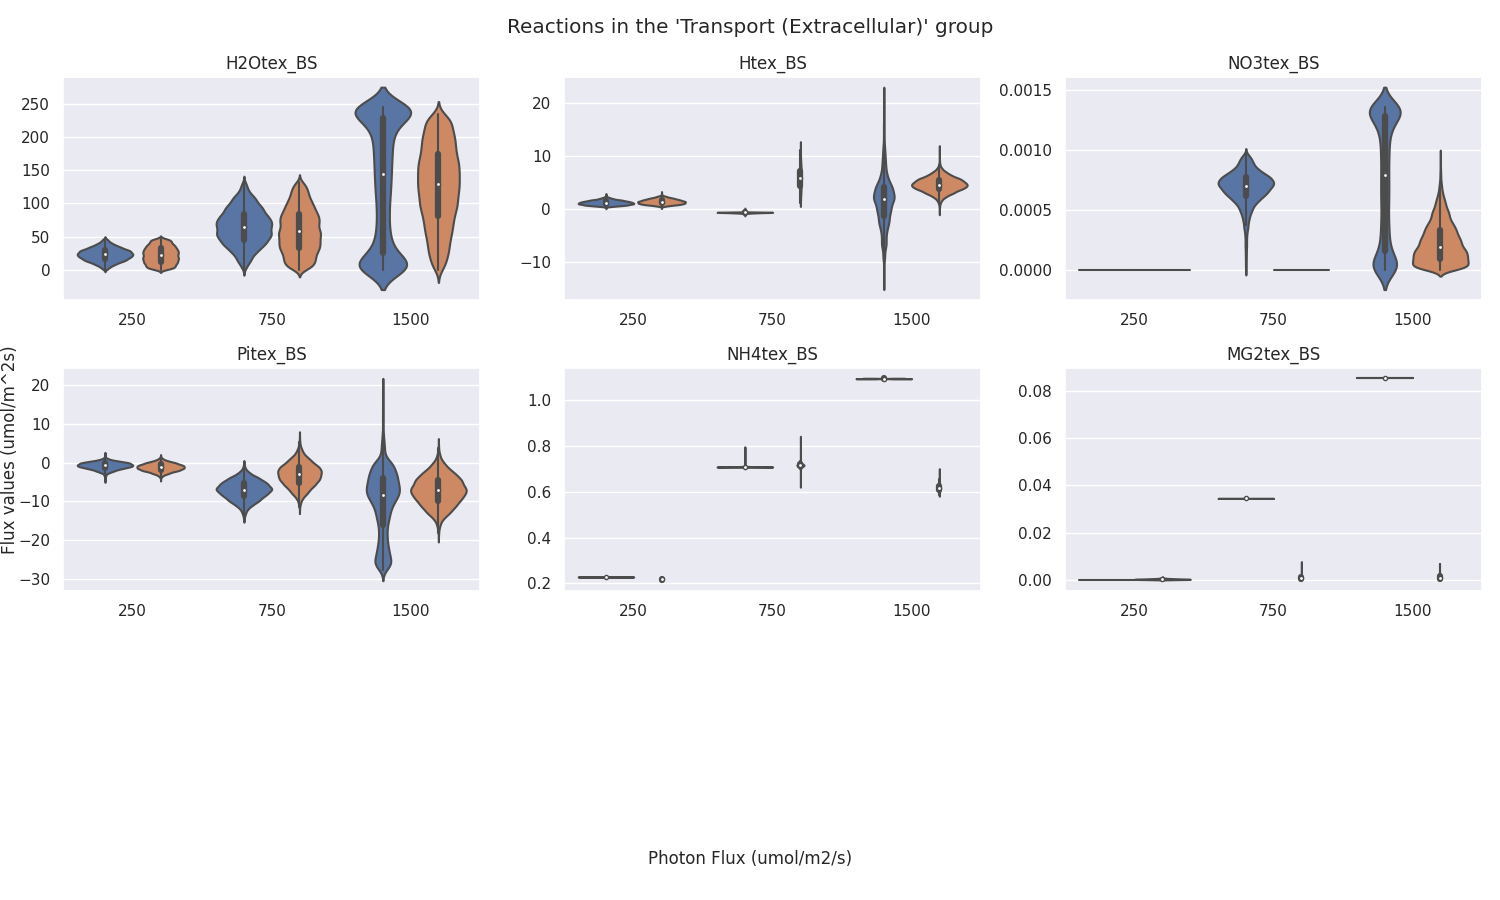 Reactions in the 'Transport (Extracellular)' group
H2Otex_BS
250
200
150
100
50
0
250 750 1500
Htex_BS
20
10
0
−10
250 750 1500
NO3tex_BS
0.0015
0.0010
0.0005
0.0000
250 750 1500
Flux values (umol/m^2s)
Pitex_BS
20
10
0
−10
−20
−30
250 750 1500
NH4tex_BS
1.0
0.8
0.6
0.4
0.2
250 750 1500
MG2tex_BS
0.08
0.06
0.04
0.02
0.00
250 750 1500
Photon Flux (umol/m2/s)